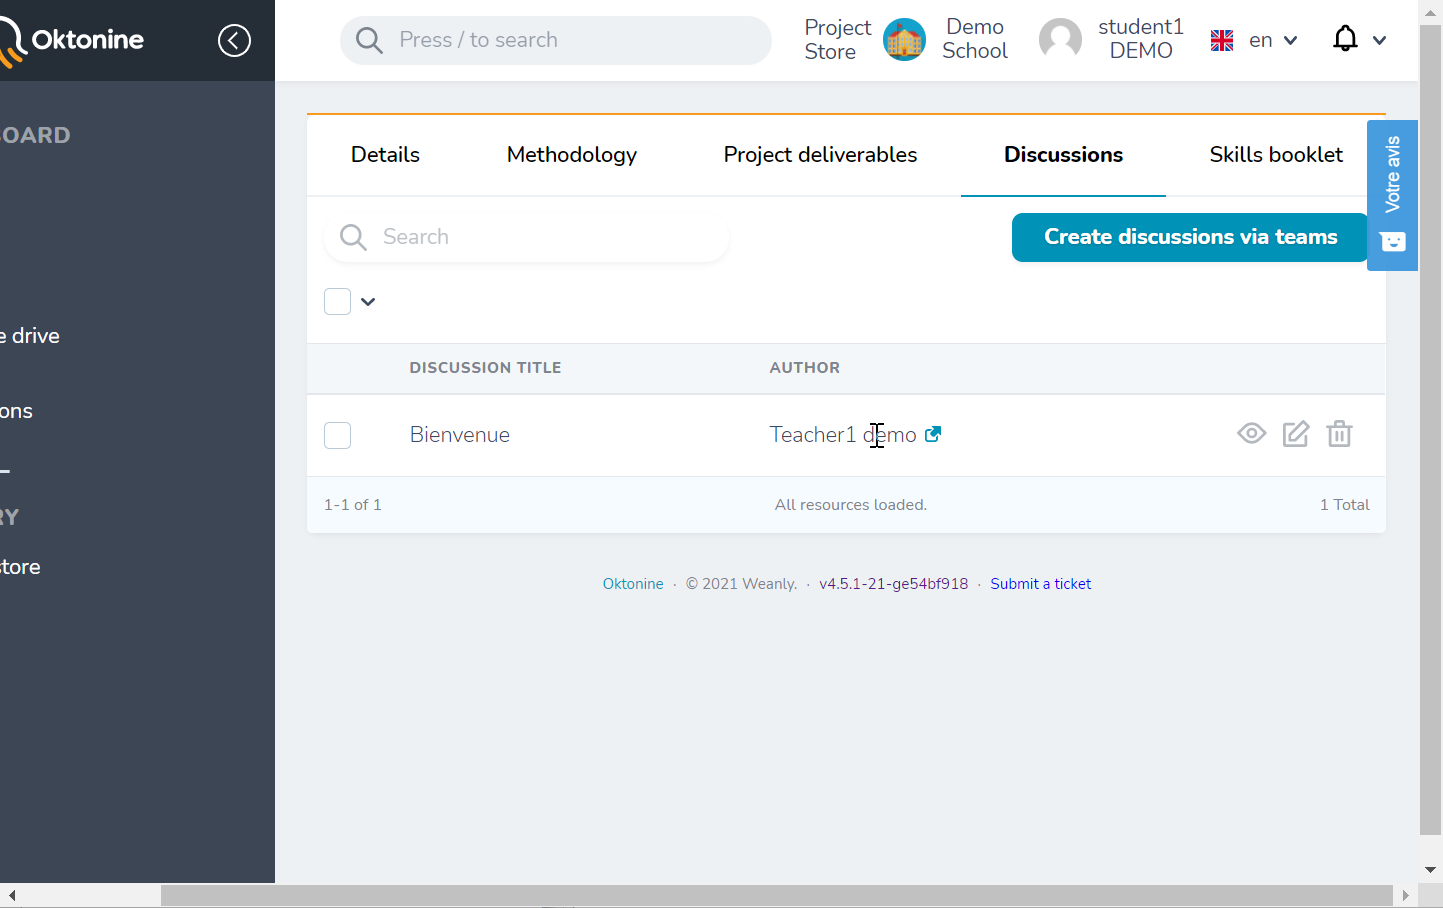 Oktonine
Press / to search
Project Store
Demo School
student1 DEMO
en
BOARD
e drive
ons
RY
tore
Details
Methodology
Project deliverables
Discussions
Skills booklet
Votre avis
Search
Create discussions via teams
DISCUSSION TITLE
AUTHOR
Bienvenue
Teacher1 demo
1-1 of 1
All resources loaded.
1 Total
Oktonine · © 2021 Weanly. · v4.5.1-21-ge54bf918 · Submit a ticket